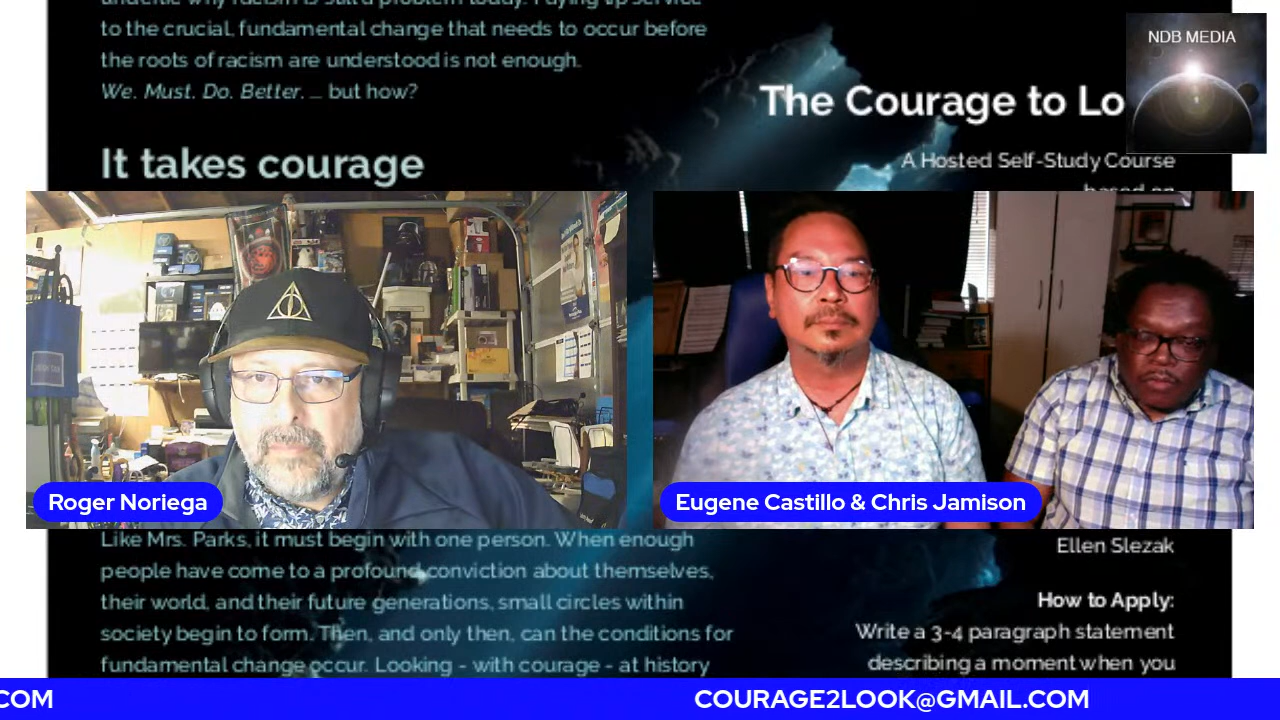 to the crucial, fundamental change that needs to occur before
the roots of racism are understood is not enough.
We. Must. Do. Better. ... but how?
It takes courage
NDB MEDIA
The Courage to Lo
A Hosted Self-Study Course
based on
Roger Noriega
Eugene Castillo & Chris Jamison
Like Mrs. Parks, it must begin with one person. When enough
people have come to a profound conviction about themselves,
their world, and their future generations, small circles within
society begin to form. Then, and only then, can the conditions for
fundamental change occur. Looking - with courage - at history
Ellen Slezak
How to Apply:
Write a 3-4 paragraph statement
describing a moment when you
COM
COURAGE2LOOK@GMAIL.COM